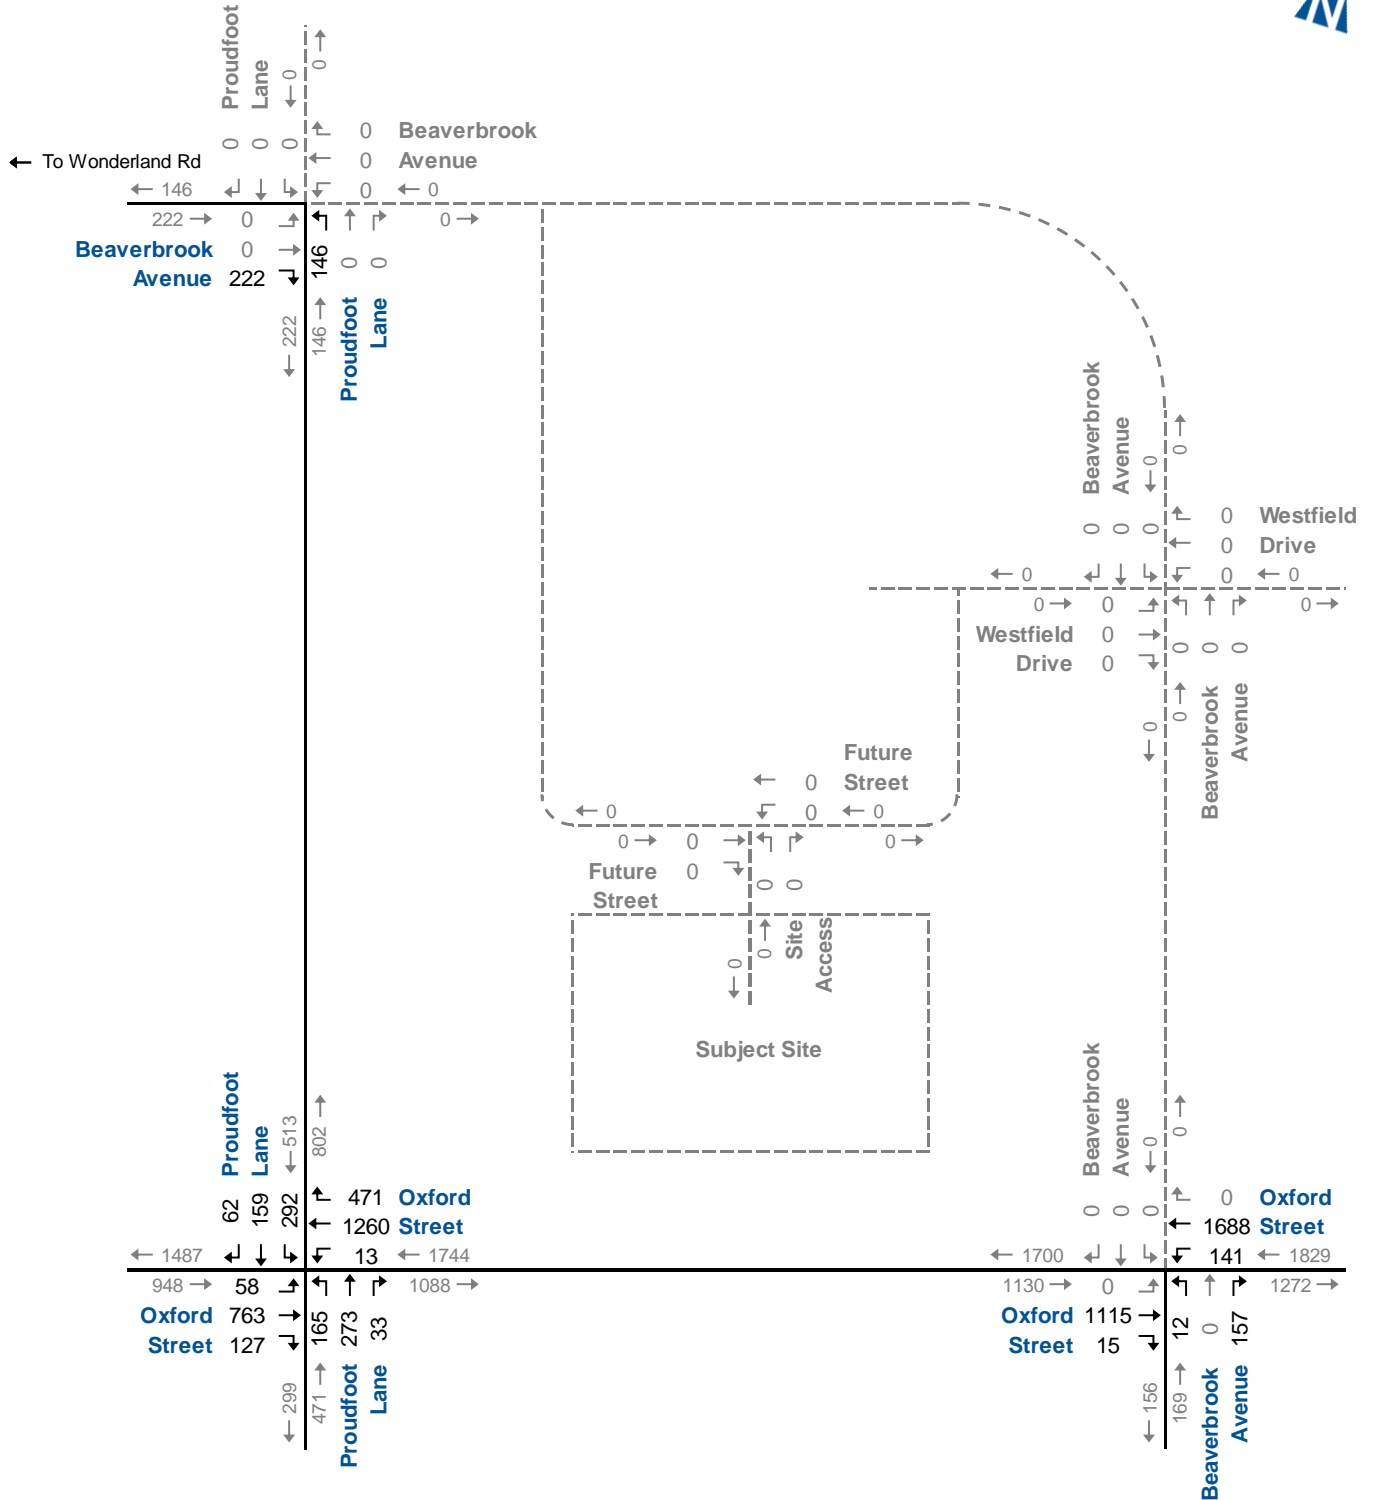 N
Proudfoot
Lane
0
0
0 0 0
0 Beaverbrook
0 Avenue
0
0
To Wonderland Rd
146
222
0
Beaverbrook 0
Avenue 222
146 0 0
0
222
146
Proudfoot
Lane
Beaverbrook
Avenue
0
0
0 0 0
0 Westfield
0 Drive
0
0
0
0
0
Westfield 0
Drive 0
0 0 0
0
0
0
Beaverbrook
Avenue
Future
0 Street
0
0
0
0
0
Future 0
Street
0 0
0
Site
Access
0
0
Subject Site
Proudfoot
Lane
513
802
62 159 292
471 Oxford
1260 Street
13
1744
1487
948
58
Oxford 763
Street 127
165 273 33
1088
299
471
Proudfoot
Lane
Beaverbrook
Avenue
0
0
0 0 0
0 Oxford
1688 Street
141
1829
1700
1130
0
Oxford 1115
Street 15
12 0 157
1272
156
169
Beaverbrook
Avenue